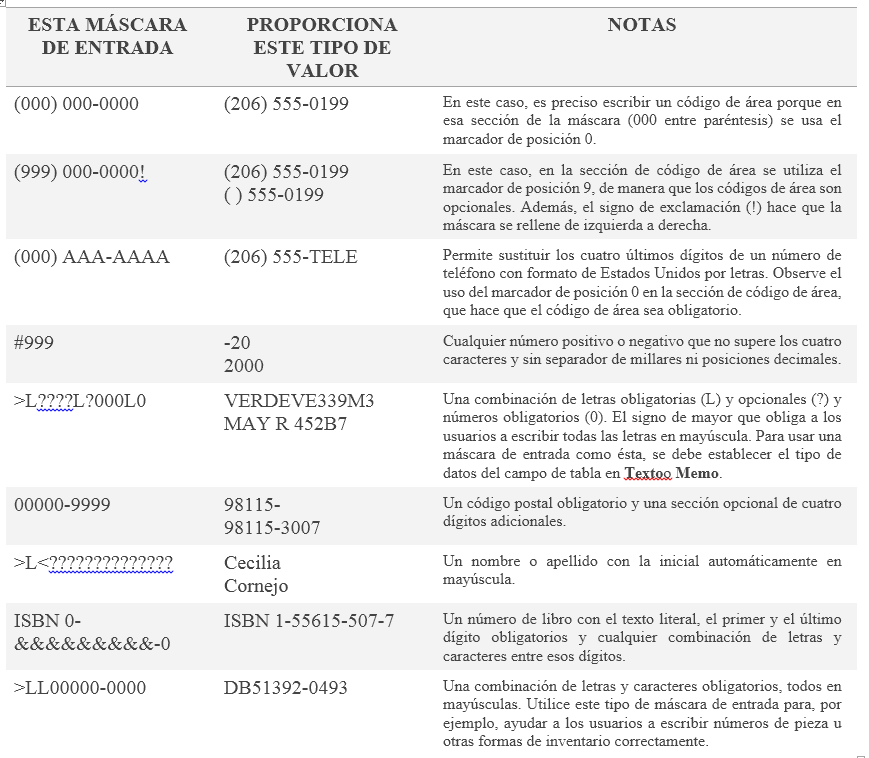 ESTA MÁSCARA
DE ENTRADA
PROPORCIONA
ESTE TIPO DE
VALOR
NOTAS
(000) 000-0000
(206) 555-0199
En este caso, es preciso escribir un código de área porque en
esa sección de la máscara (000 entre paréntesis) se usa el
marcador de posición 0.
(999) 000-0000!
(206) 555-0199
( ) 555-0199
En este caso, en la sección de código de área se utiliza el
marcador de posición 9, de manera que los códigos de área son
opcionales. Además, el signo de exclamación (!) hace que la
máscara se rellene de izquierda a derecha.
(000) AAA-AAAA
(206) 555-TELE
Permite sustituir los cuatro últimos dígitos de un número de
teléfono con formato de Estados Unidos por letras. Observe el
uso del marcador de posición 0 en la sección de código de área,
que hace que el código de área sea obligatorio.
#999
-20
2000
Cualquier número positivo o negativo que no supere los cuatro
caracteres y sin separador de millares ni posiciones decimales.
>L????L?000L0
VERDEVE339M3
MAY R 452B7
Una combinación de letras obligatorias (L) y opcionales (?) y
números obligatorios (0). El signo de mayor que obliga a los
usuarios a escribir todas las letras en mayúscula. Para usar una
máscara de entrada como ésta, se debe establecer el tipo de
datos del campo de tabla en Textoo Memo.
00000-9999
98115-
98115-3007
Un código postal obligatorio y una sección opcional de cuatro
dígitos adicionales.
>L<??????????????
Cecilia
Cornejo
Un nombre o apellido con la inicial automáticamente en
mayúscula.
ISBN 0-
&&&&&&&&&-0
ISBN 1-55615-507-7
Un número de libro con el texto literal, el primer y el último
dígito obligatorios y cualquier combinación de letras y
caracteres entre esos dígitos.
>LL00000-0000
DB51392-0493
Una combinación de letras y caracteres obligatorios, todos en
mayúsculas. Utilice este tipo de máscara de entrada para, por
ejemplo, ayudar a los usuarios a escribir números de pieza u
otras formas de inventario correctamente.